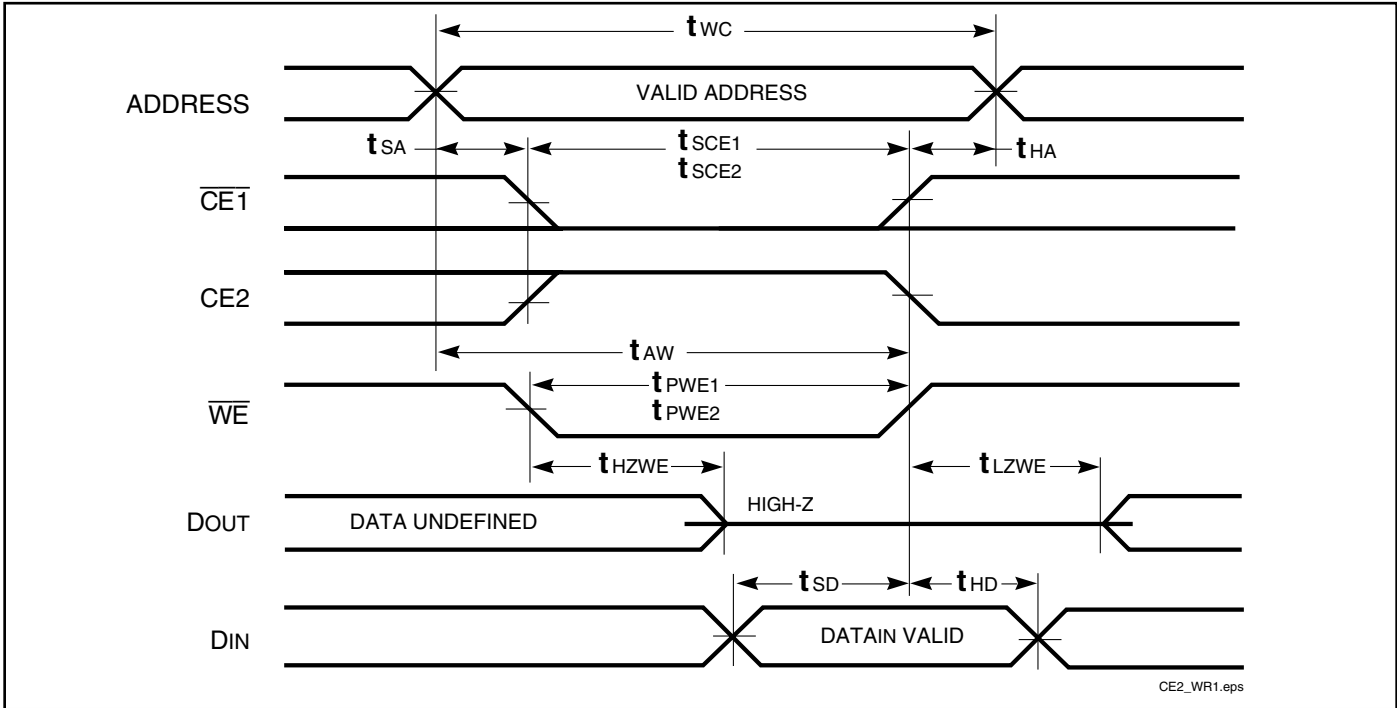 tWC
ADDRESS
VALID ADDRESS
tSA
tSCE1
tSCE2
tHA
CE1
CE2
tAW
tPWE1
tPWE2
WE
tHZWE
tLZWE
DOUT
DATA UNDEFINED
HIGH-Z
tSD
tHD
DIN
DATAIN VALID
CE2_WR1.eps